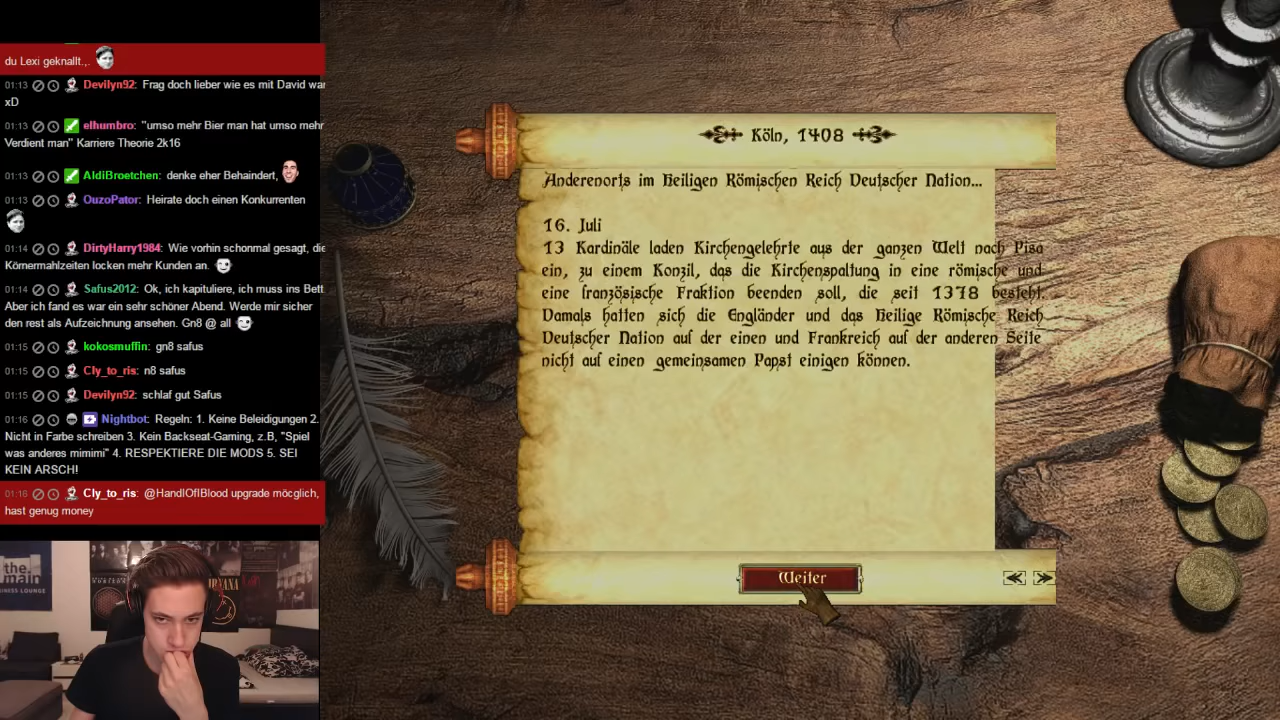 du Lexi geknallt.,.
01:13 Devilyn92: Frag doch lieber wie es mit David war
xD
01:13 elhumbro: "umso mehr Bier man hat umso mehr
Verdient man" Karriere Theorie 2k16
01:13 AldiBroetchen: denke eher Behaindert,
01:13 OuzoPator: Heirate doch einen Konkurrenten
01:14 DirtyHarry1984: Wie vorhin schonmal gesagt, die
Körnermahlzeiten locken mehr Kunden an.
01:14 Safus2012: Ok, ich kapituliere, ich muss ins Bett.
Aber ich fand es war ein sehr schöner Abend. Werde mir sicher
den rest als Aufzeichnung ansehen. Gn8 @ all
01:15 kokosmuffin: gn8 safus
01:15 Cly_to_ris: n8 safus
01:15 Devilyn92: schlaf gut Safus
01:16 Nightbot: Regeln: 1. Keine Beleidigungen 2.
Nicht in Farbe schreiben 3. Kein Backseat-Gaming, z.B, "Spiel
was anderes mimimi" 4. RESPEKTIERE DIE MODS 5. SEI
KEIN ARSCH!
01:16 Cly_to_ris: @HandIOfIBlood upgrade möcglich,
hast genug money
the
main
NESS LOUNGE
NIRVANA
Köln, 1408
Anderenorts im Heiligen Römischen Reich Deutscher Nation...
16. Juli
13 Kardinäle laden Kirchengelehrte aus der ganzen Welt nach Pisa
ein, zu einem Konzil, das die Kirchenspaltung in eine römische und
eine französische Fraktion beenden soll, die seit 1378 besteht.
Damals hatten sich die Engländer und das Heilige Römische Reich
Deutscher Nation auf der einen und Frankreich auf der anderen Seite
nicht auf einen gemeinsamen Papst einigen können.
Weiter